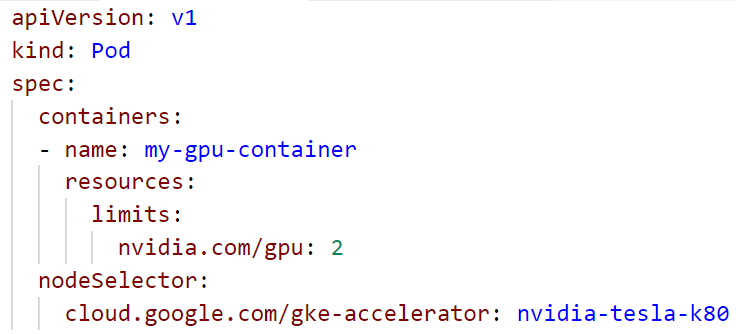 apiVersion: v1
kind: Pod
spec:
  containers:
  - name: my-gpu-container
    resources:
      limits:
        nvidia.com/gpu: 2
  nodeSelector:
    cloud.google.com/gke-accelerator: nvidia-tesla-k80